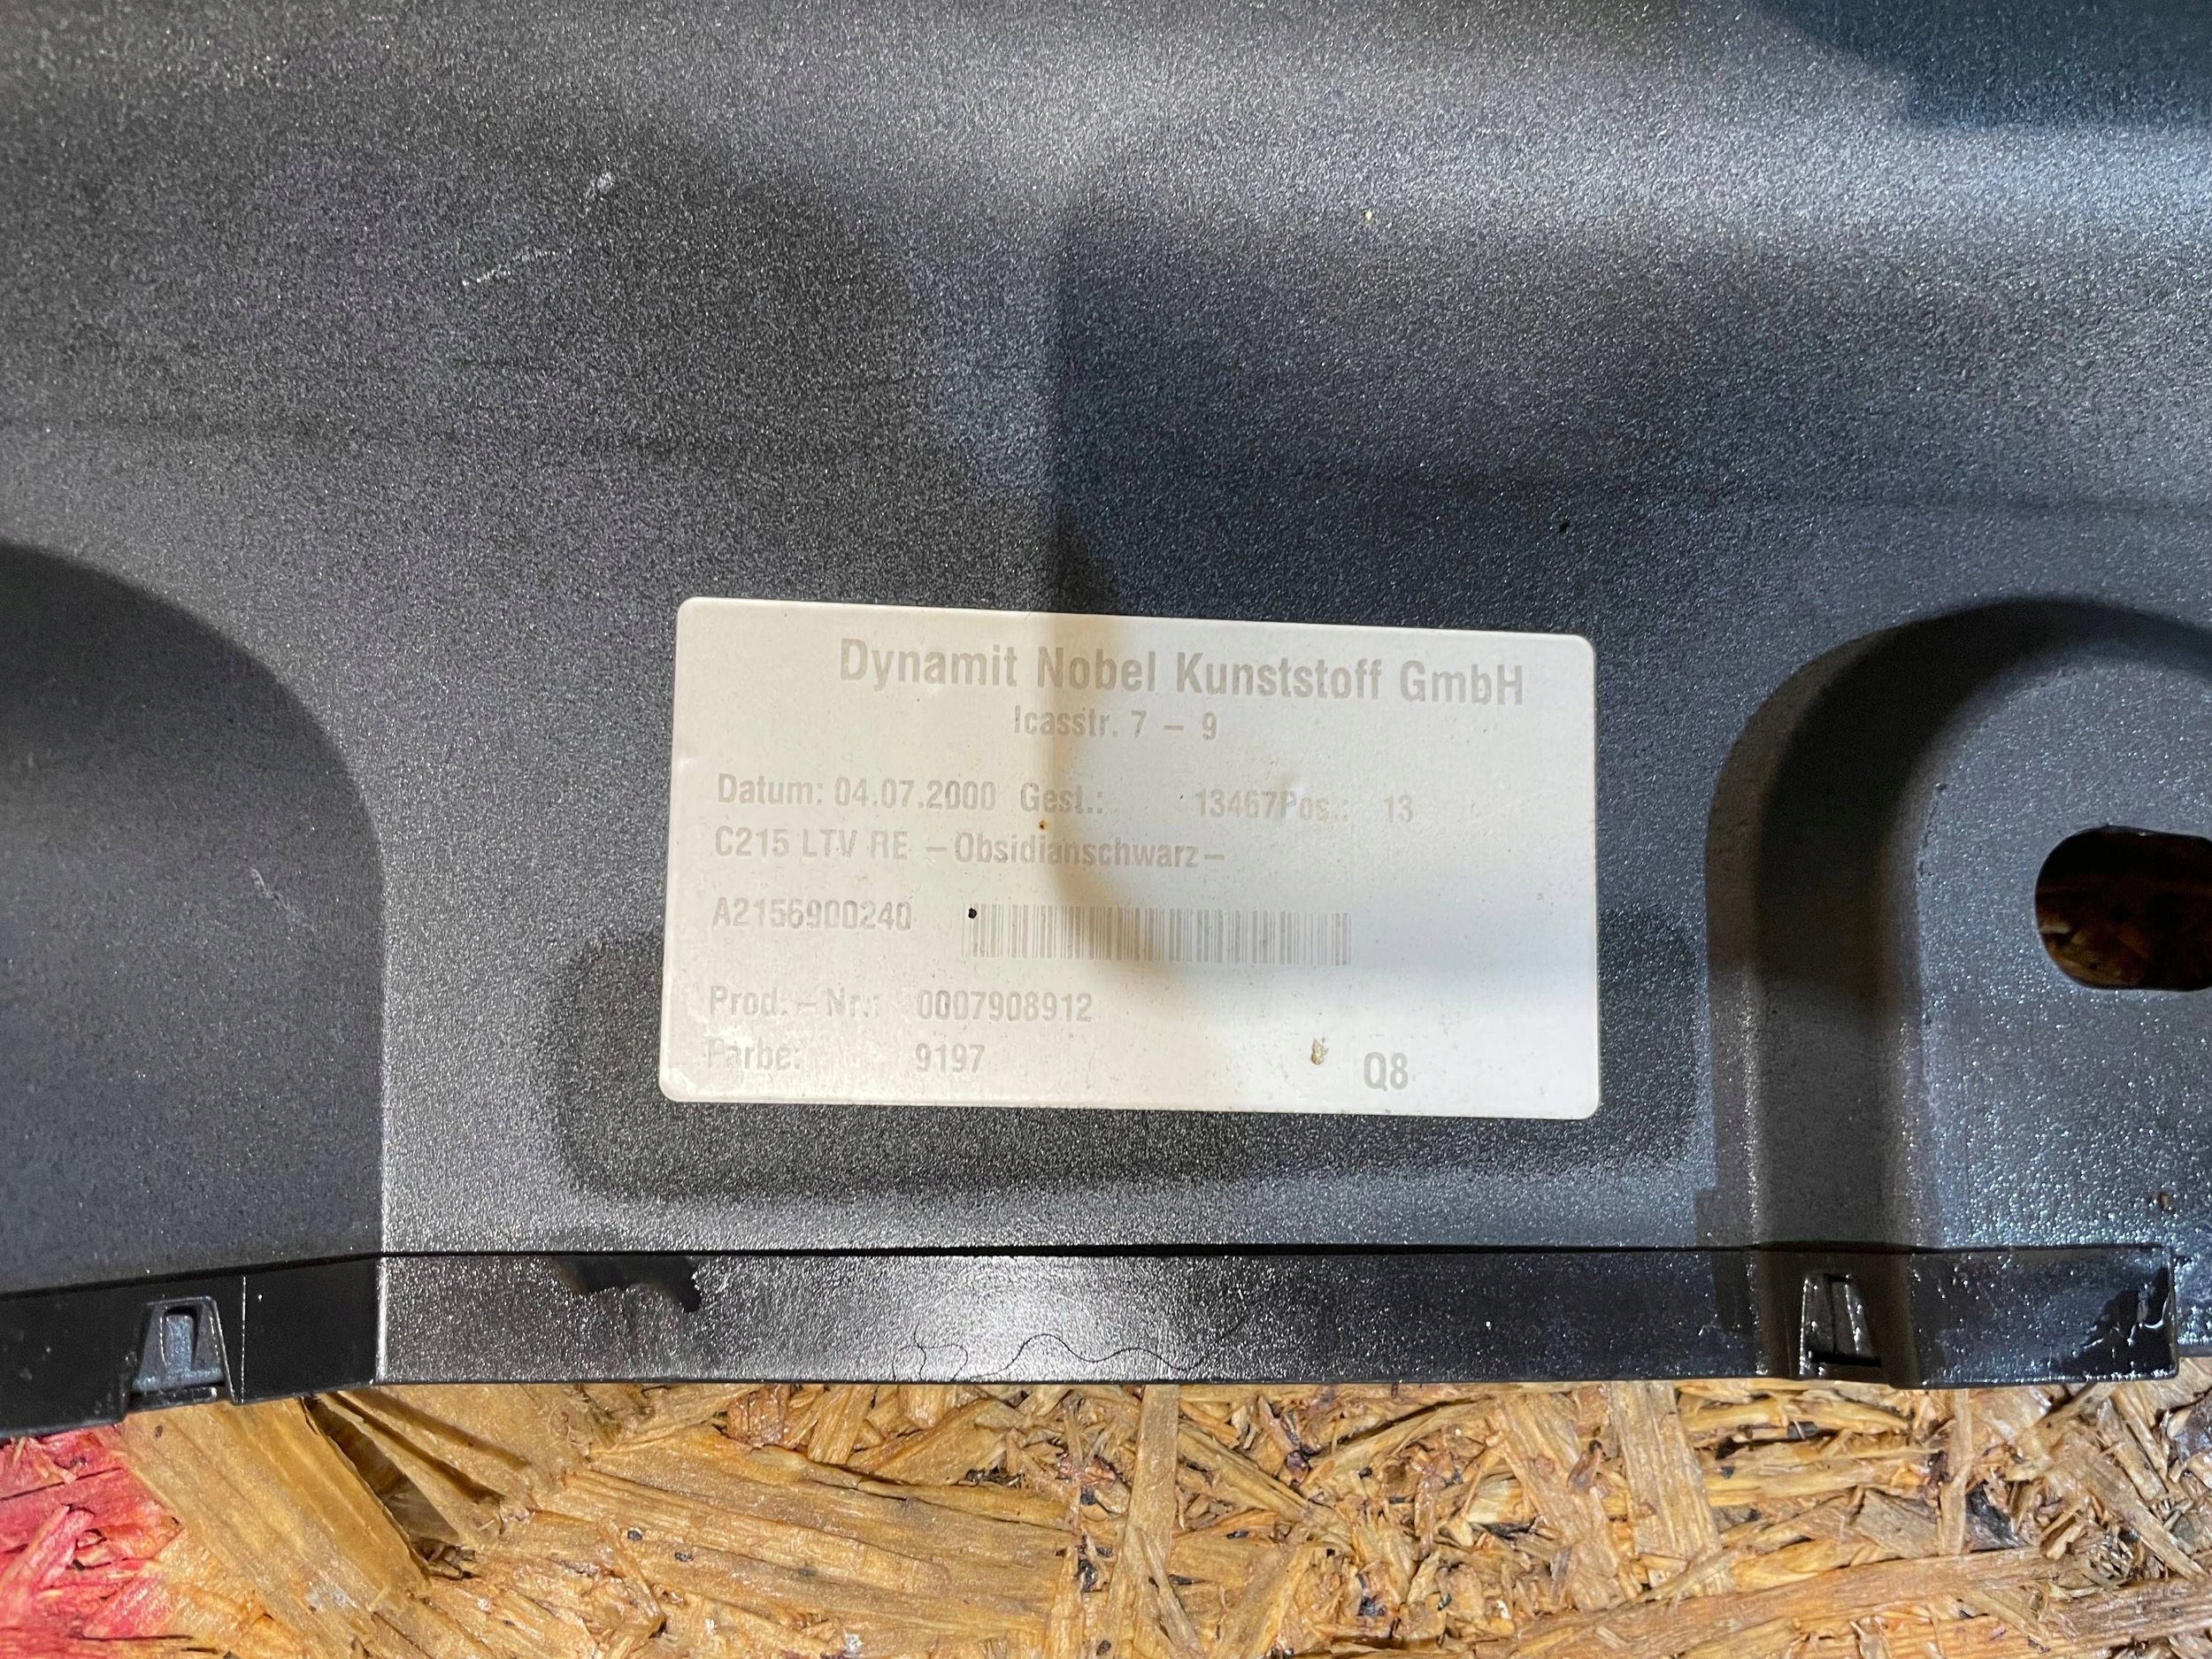 Dynamit Nobel Kunststoff GmbH
Icasstr. 7 - 9
Datum: 04.07.2000 Gest.: 13467Pos.: 13
C215 LTV RE -Obsidianschwarz-
A2156900240
Prod.-Nr.: 0007908912
Farbe: 9197 Q8